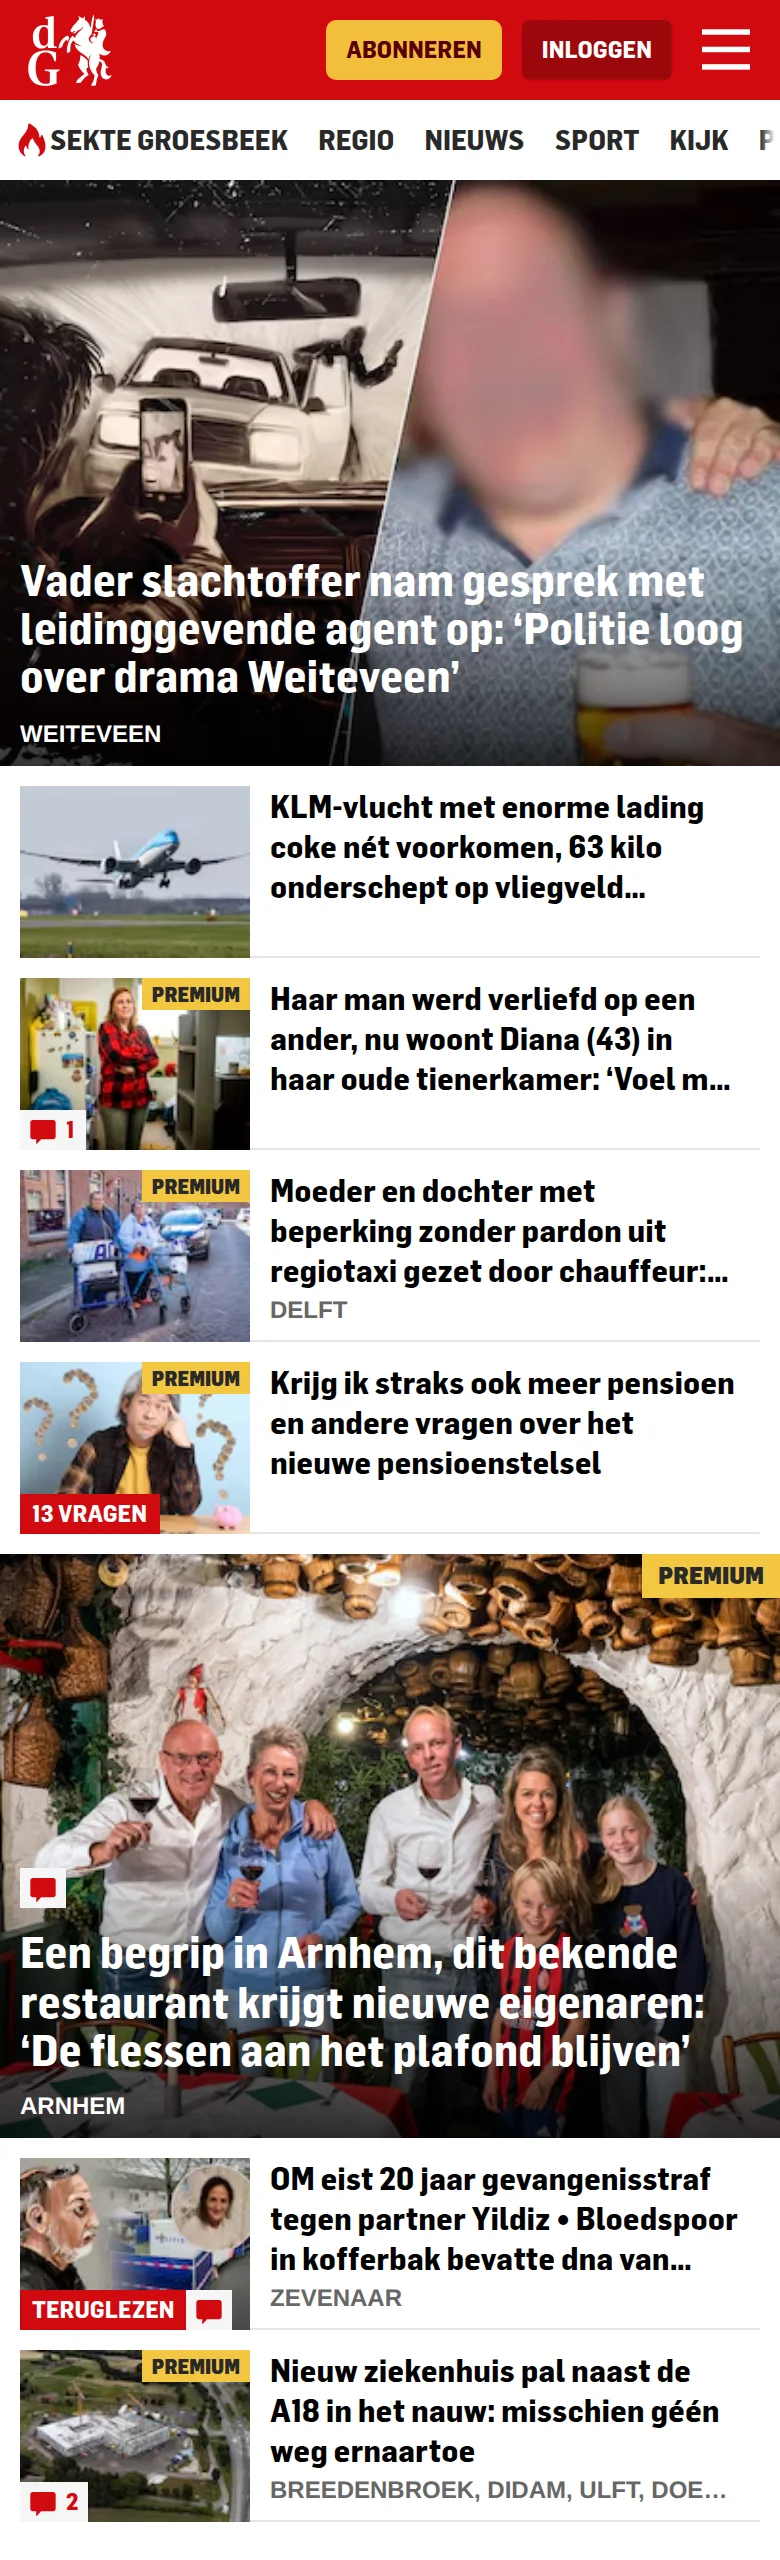 dG
ABONNEREN
INLOGGEN
SEKTE GROESBEEK REGIO NIEUWS SPORT KIJK P
Vader slachtoffer nam gesprek met
leidinggevende agent op: ‘Politie loog
over drama Weiteveen’
WEITEVEEN
KLM-vlucht met enorme lading
coke nét voorkomen, 63 kilo
onderschept op vliegveld...
PREMIUM
1
Haar man werd verliefd op een
ander, nu woont Diana (43) in
haar oude tienerkamer: ‘Voel m...
PREMIUM
Moeder en dochter met
beperking zonder pardon uit
regiotaxi gezet door chauffeur:...
DELFT
PREMIUM
13 VRAGEN
Krijg ik straks ook meer pensioen
en andere vragen over het
nieuwe pensioenstelsel
PREMIUM
Een begrip in Arnhem, dit bekende
restaurant krijgt nieuwe eigenaren:
‘De flessen aan het plafond blijven’
ARNHEM
TERUGLEZEN
OM eist 20 jaar gevangenisstraf
tegen partner Yildiz • Bloedspoor
in kofferbak bevatte dna van...
ZEVENAAR
PREMIUM
2
Nieuw ziekenhuis pal naast de
A18 in het nauw: misschien géén
weg ernaartoe
BREEDENBROEK, DIDAM, ULFT, DOE...